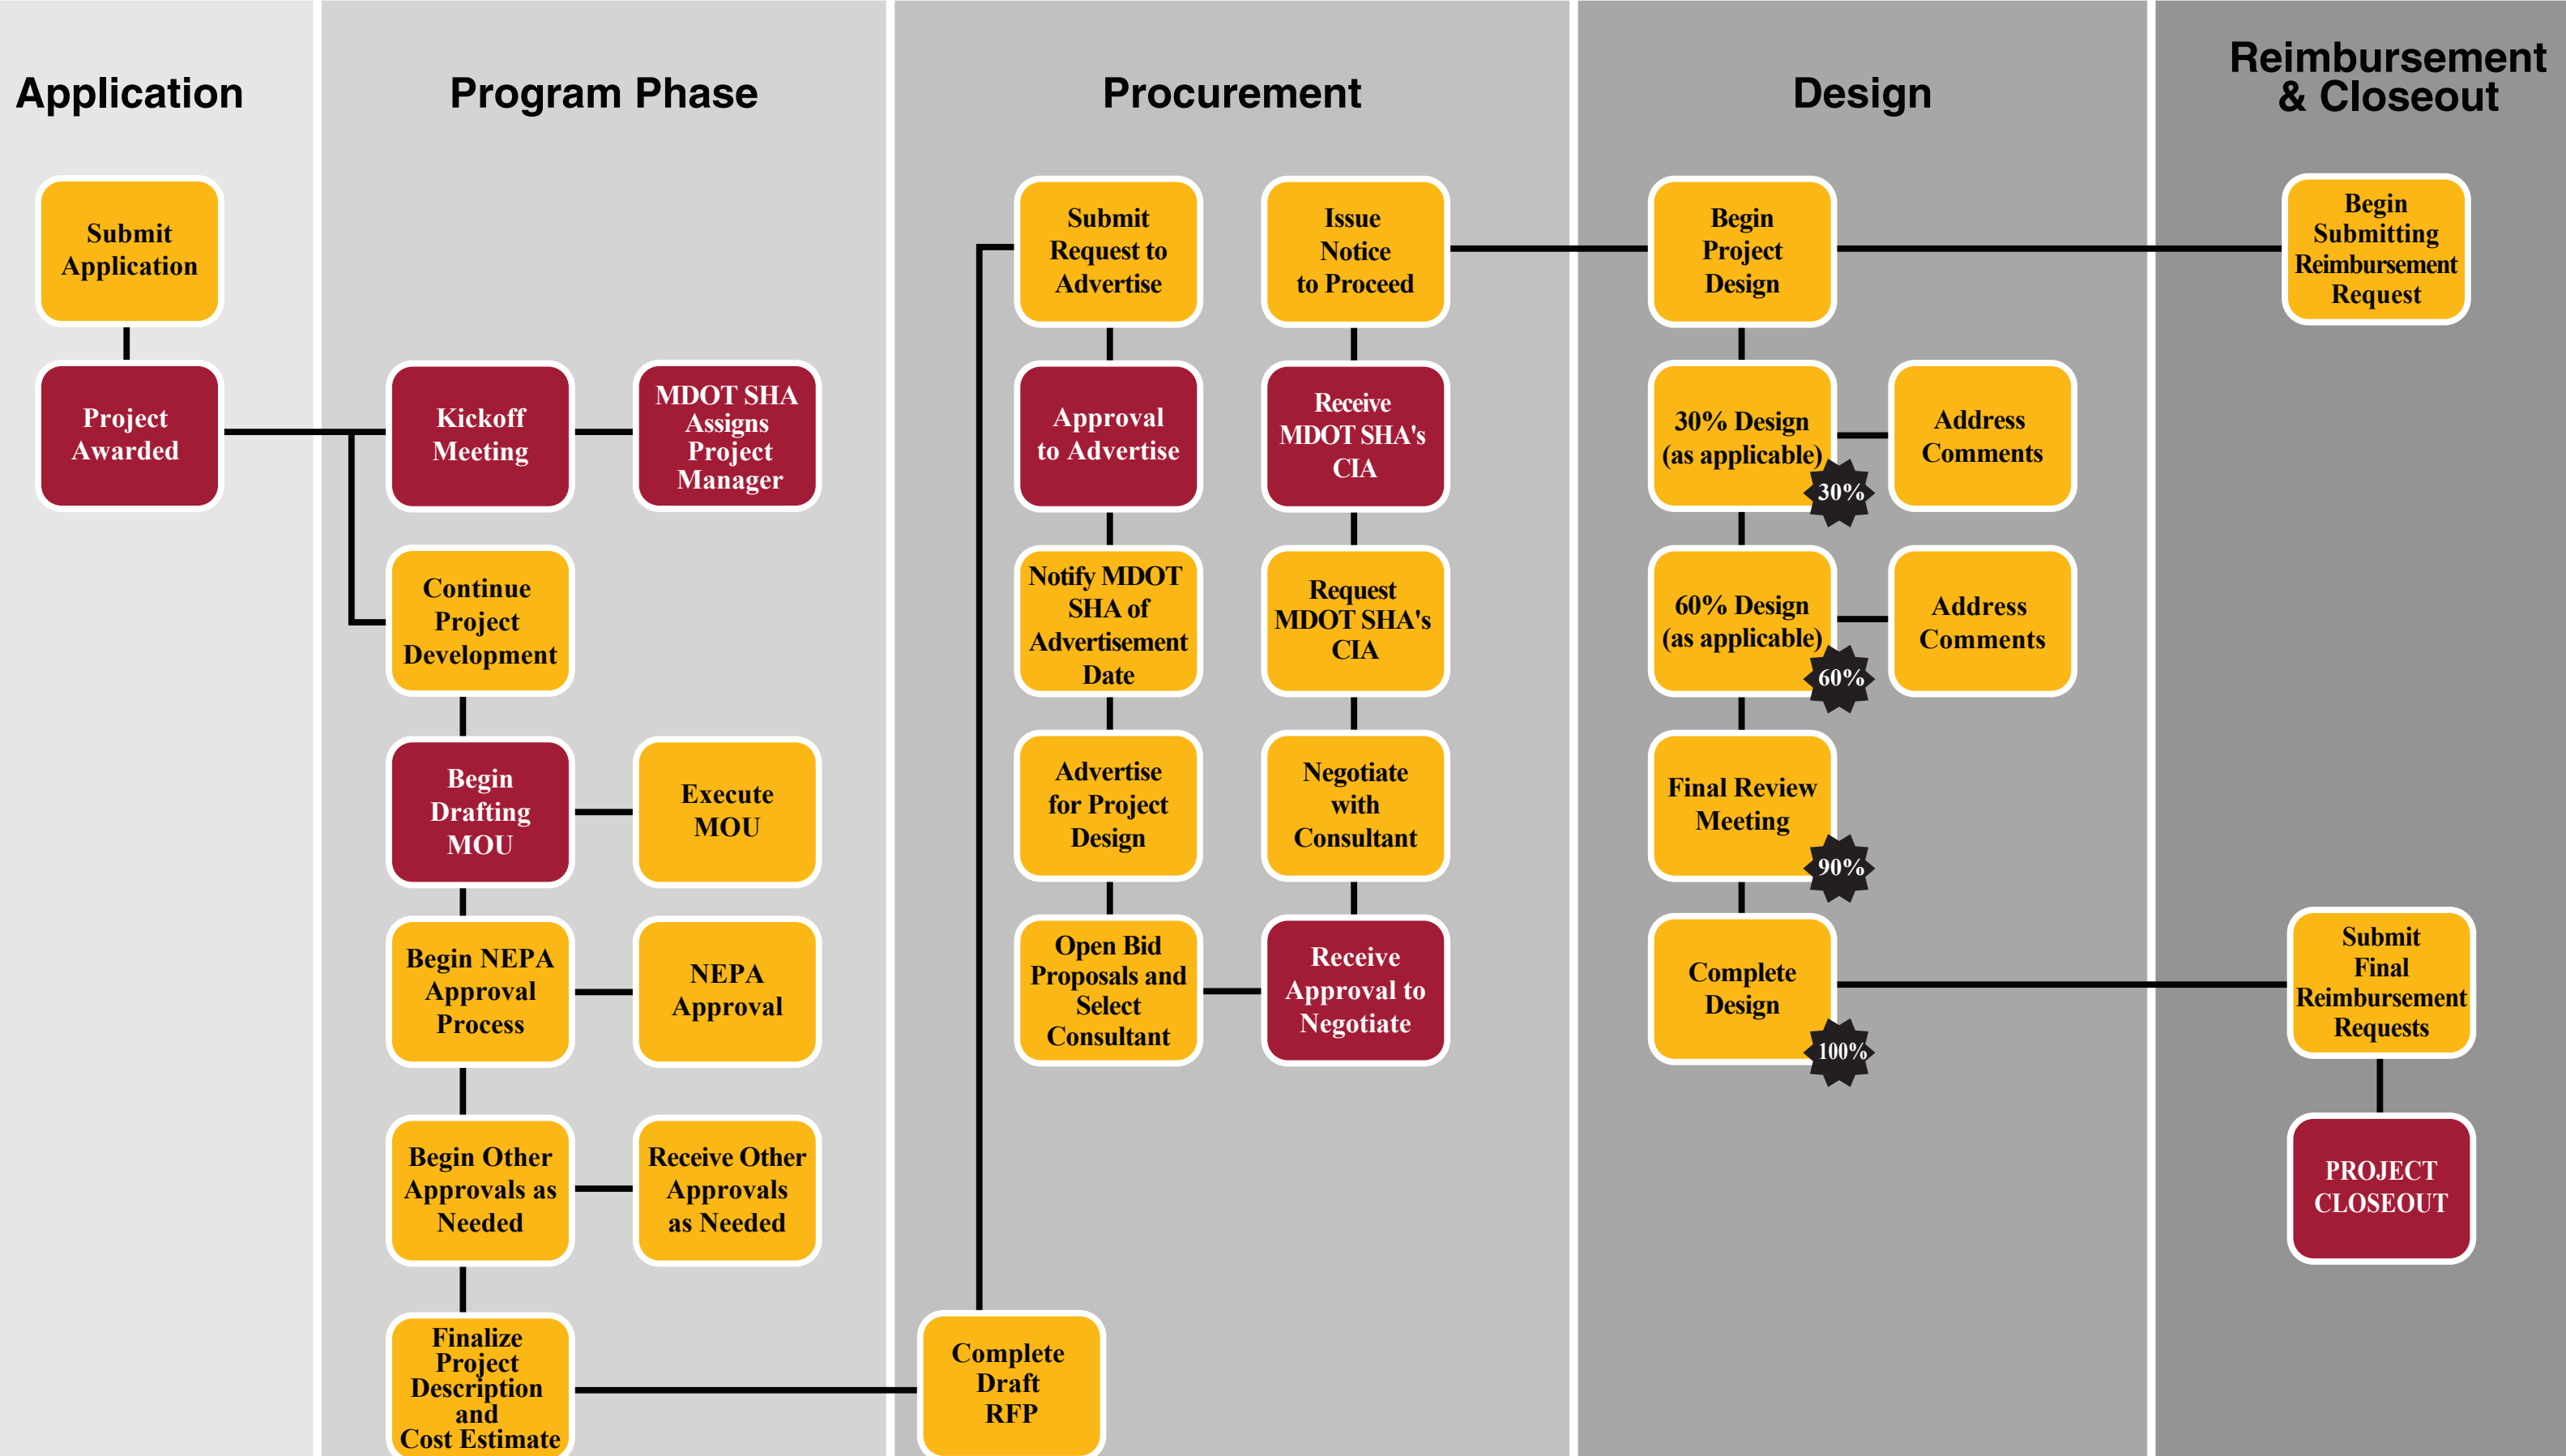 Application
Submit
Application
Project
Awarded
Program Phase
Kickoff
Meeting
MDOT SHA
Assigns
Project
Manager
Continue
Project
Development
Begin
Drafting
MOU
Execute
MOU
Begin NEPA
Approval
Process
NEPA
Approval
Begin Other
Approvals as
Needed
Receive Other
Approvals
as Needed
Finalize
Project
Description
and
Cost Estimate
Procurement
Complete
Draft
RFP
Submit
Request to
Advertise
Approval
to Advertise
Notify MDOT
SHA of
Advertisement
Date
Advertise
for Project
Design
Open Bid
Proposals and
Select
Consultant
Receive
Approval to
Negotiate
Negotiate
with
Consultant
Request
MDOT SHA's
CIA
Receive
MDOT SHA's
CIA
Issue
Notice
to Proceed
Design
Begin
Project
Design
30% Design
(as applicable)
30%
Address
Comments
60% Design
(as applicable)
60%
Address
Comments
Final Review
Meeting
90%
Complete
Design
100%
Reimbursement
& Closeout
Begin
Submitting
Reimbursement
Request
Submit
Final
Reimbursement
Requests
PROJECT
CLOSEOUT